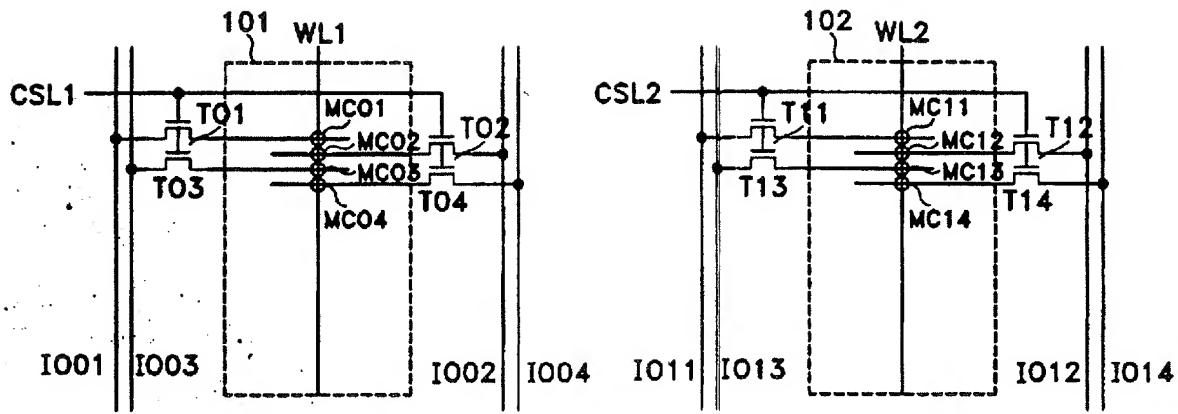 101
WL1
CSL1
T01
MC01
MC02
T02
MC03
T03
T04
MC04
IO01
IO03
IO02
IO04
102
WL2
CSL2
T11
MC11
MC12
T12
MC13
T13
T14
MC14
IO11
IO13
IO12
IO14